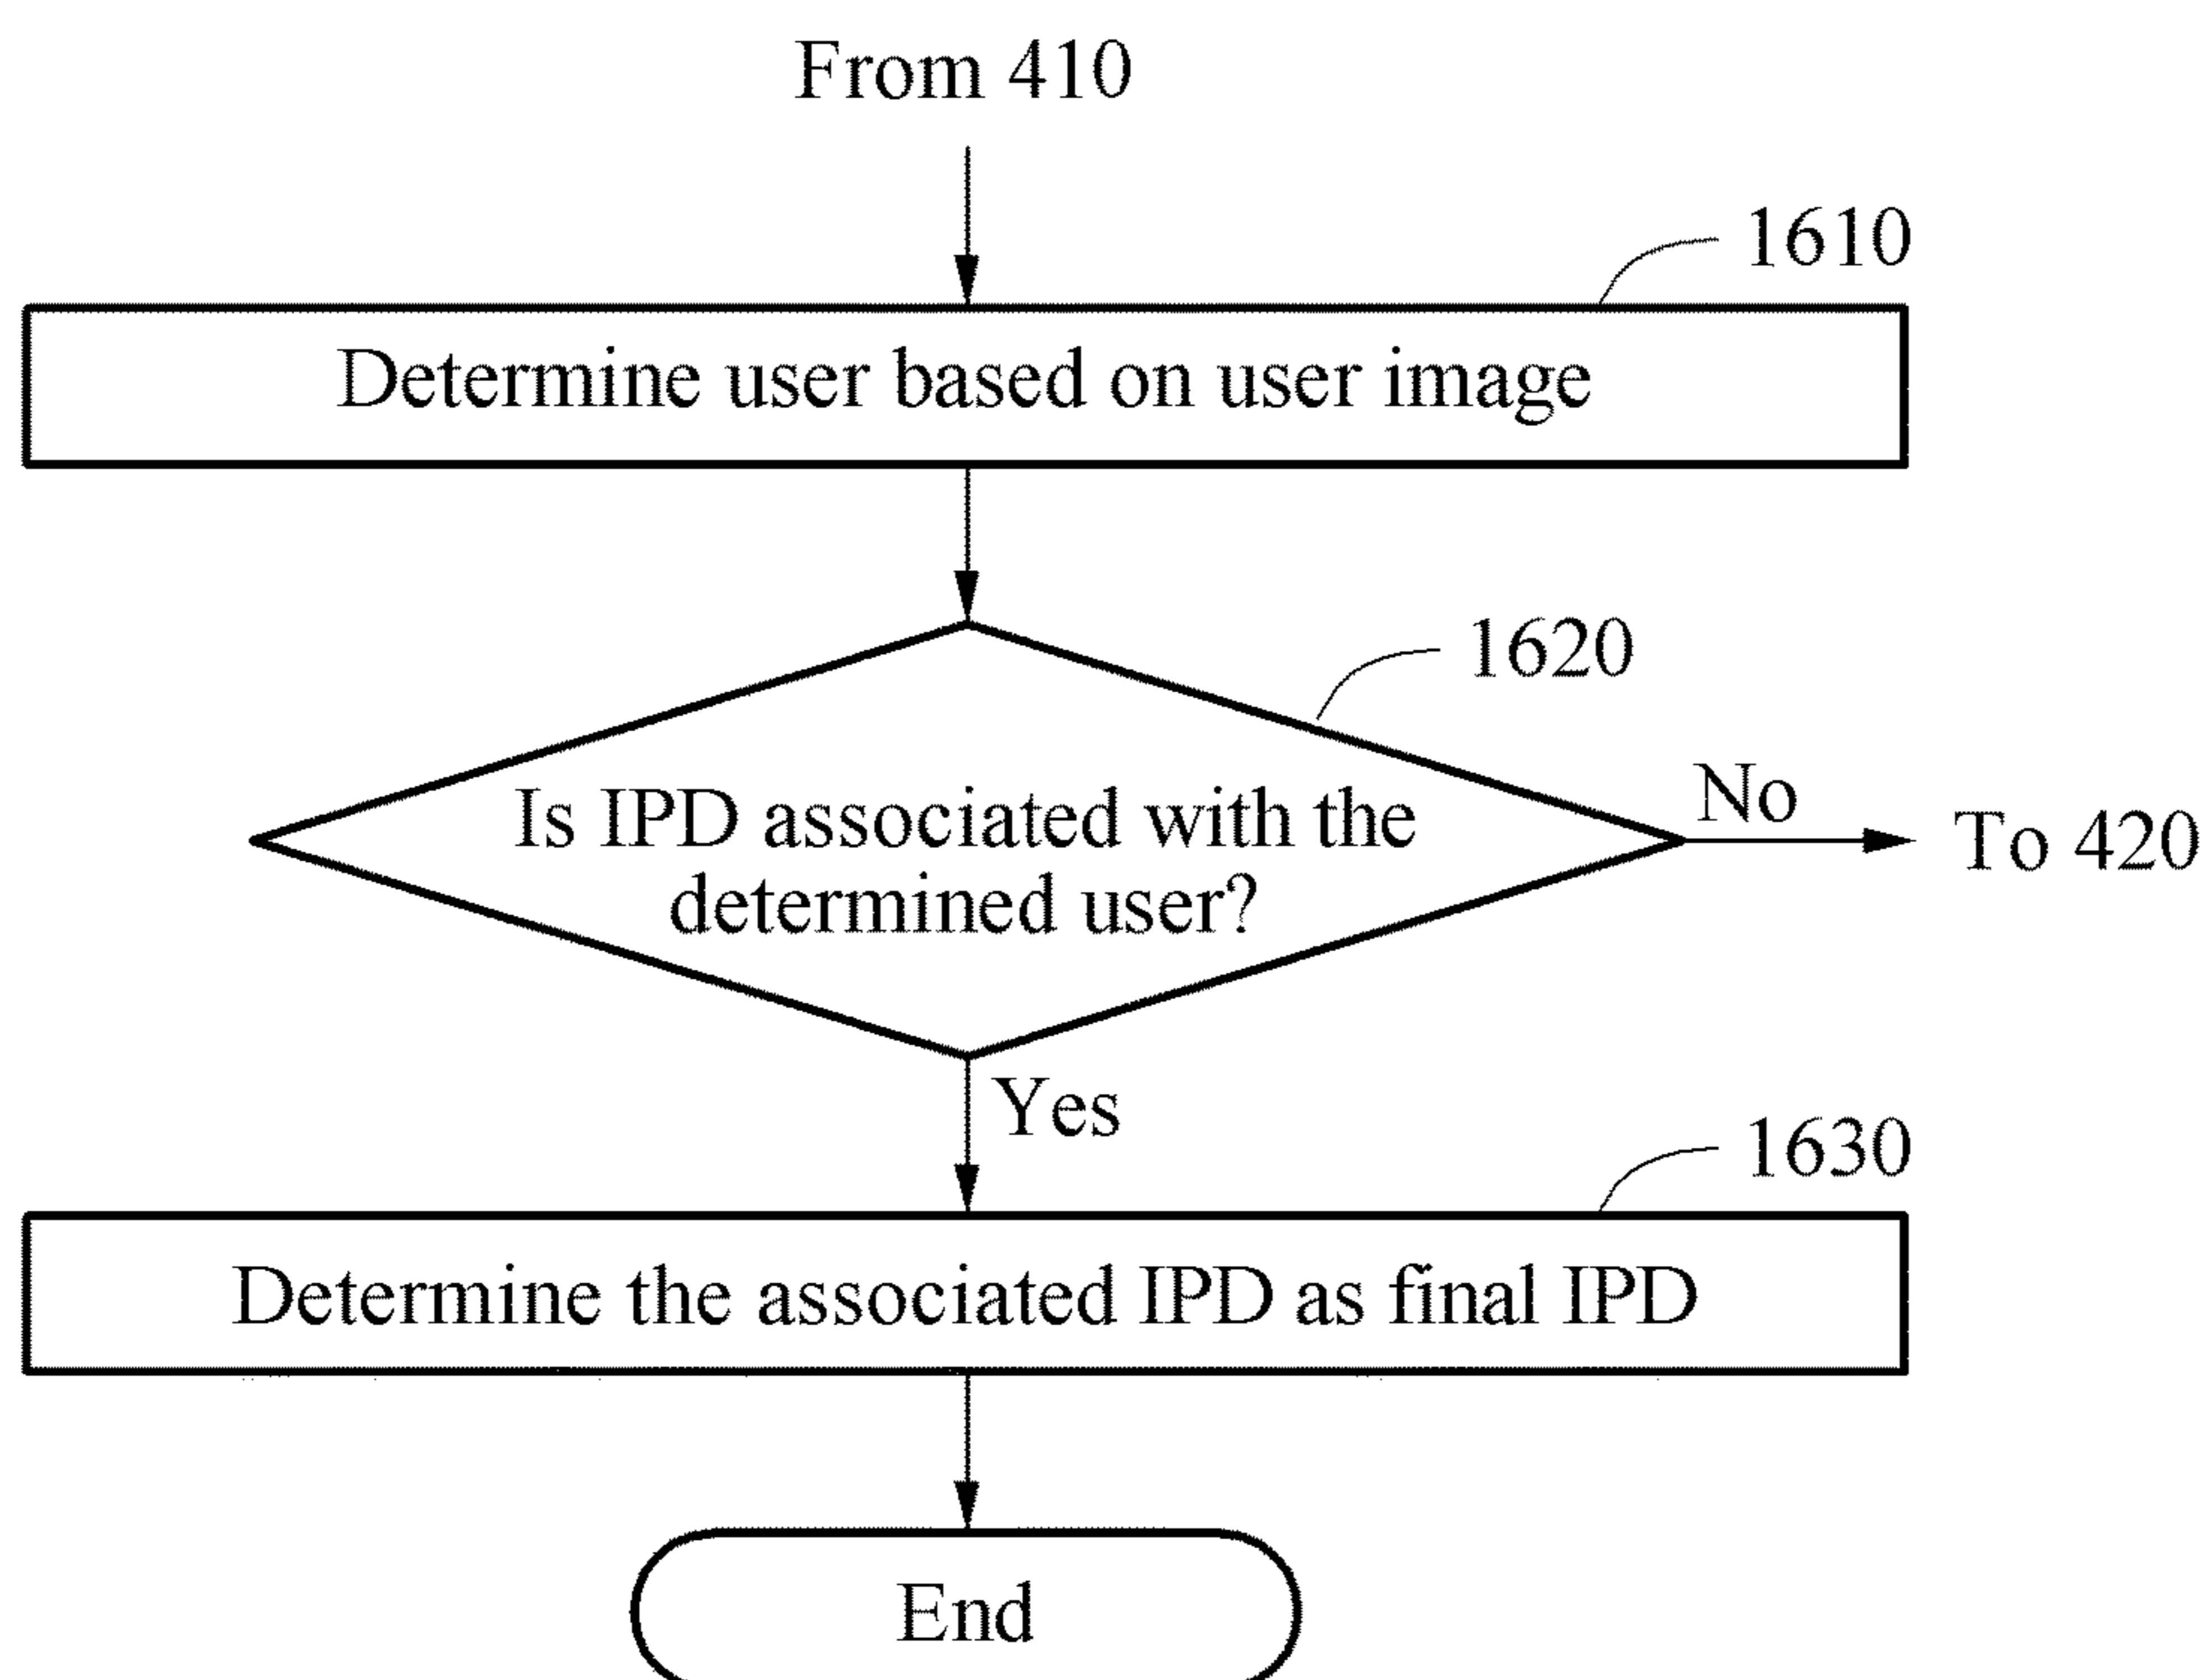 From 410
1610
Determine user based on user image
1620
Is IPD associated with the
determined user?
No
To 420
Yes
1630
Determine the associated IPD as final IPD
End